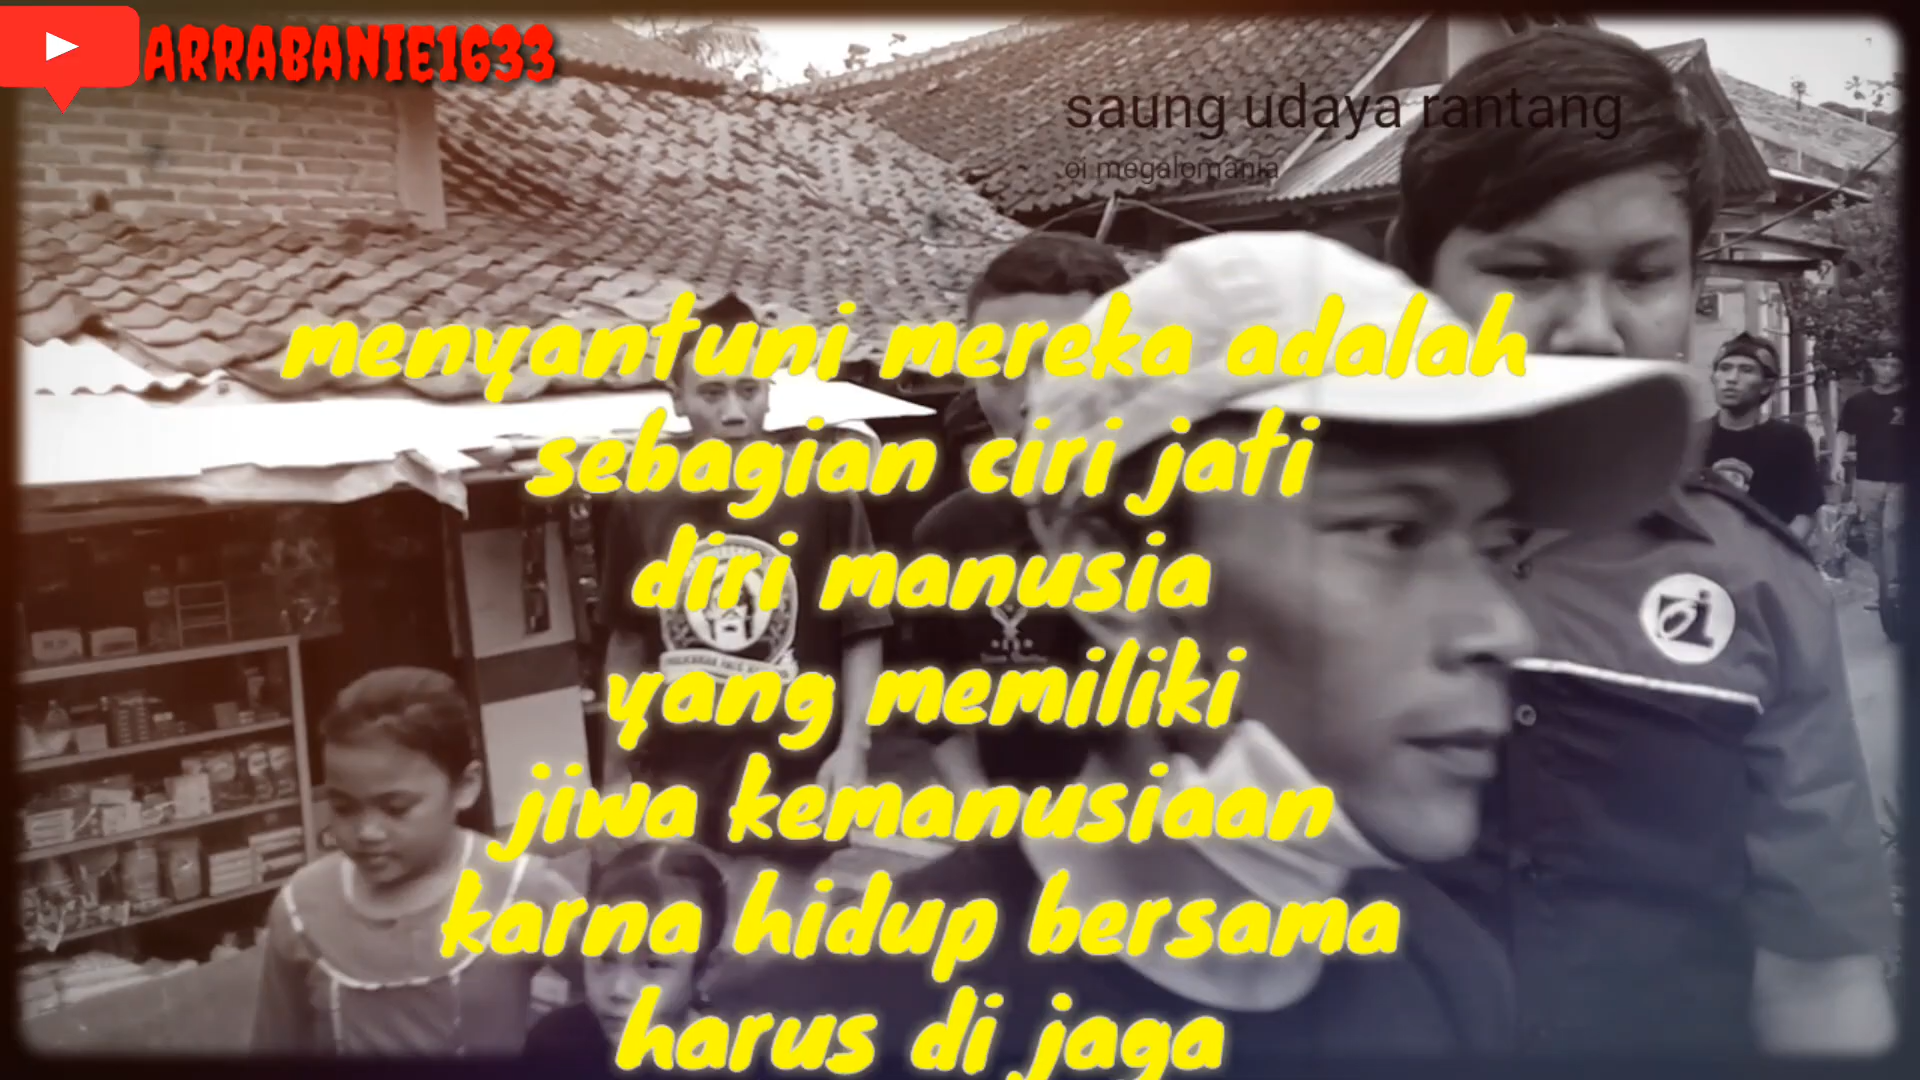 ARRABANIE1633
saung udaya rantang
oi megalomania
menyantuni mereka adalah
sebagian ciri jati
diri manusia
yang memiliki
jiwa kemanusiaan
karna hidup bersama
harus di jaga
oi